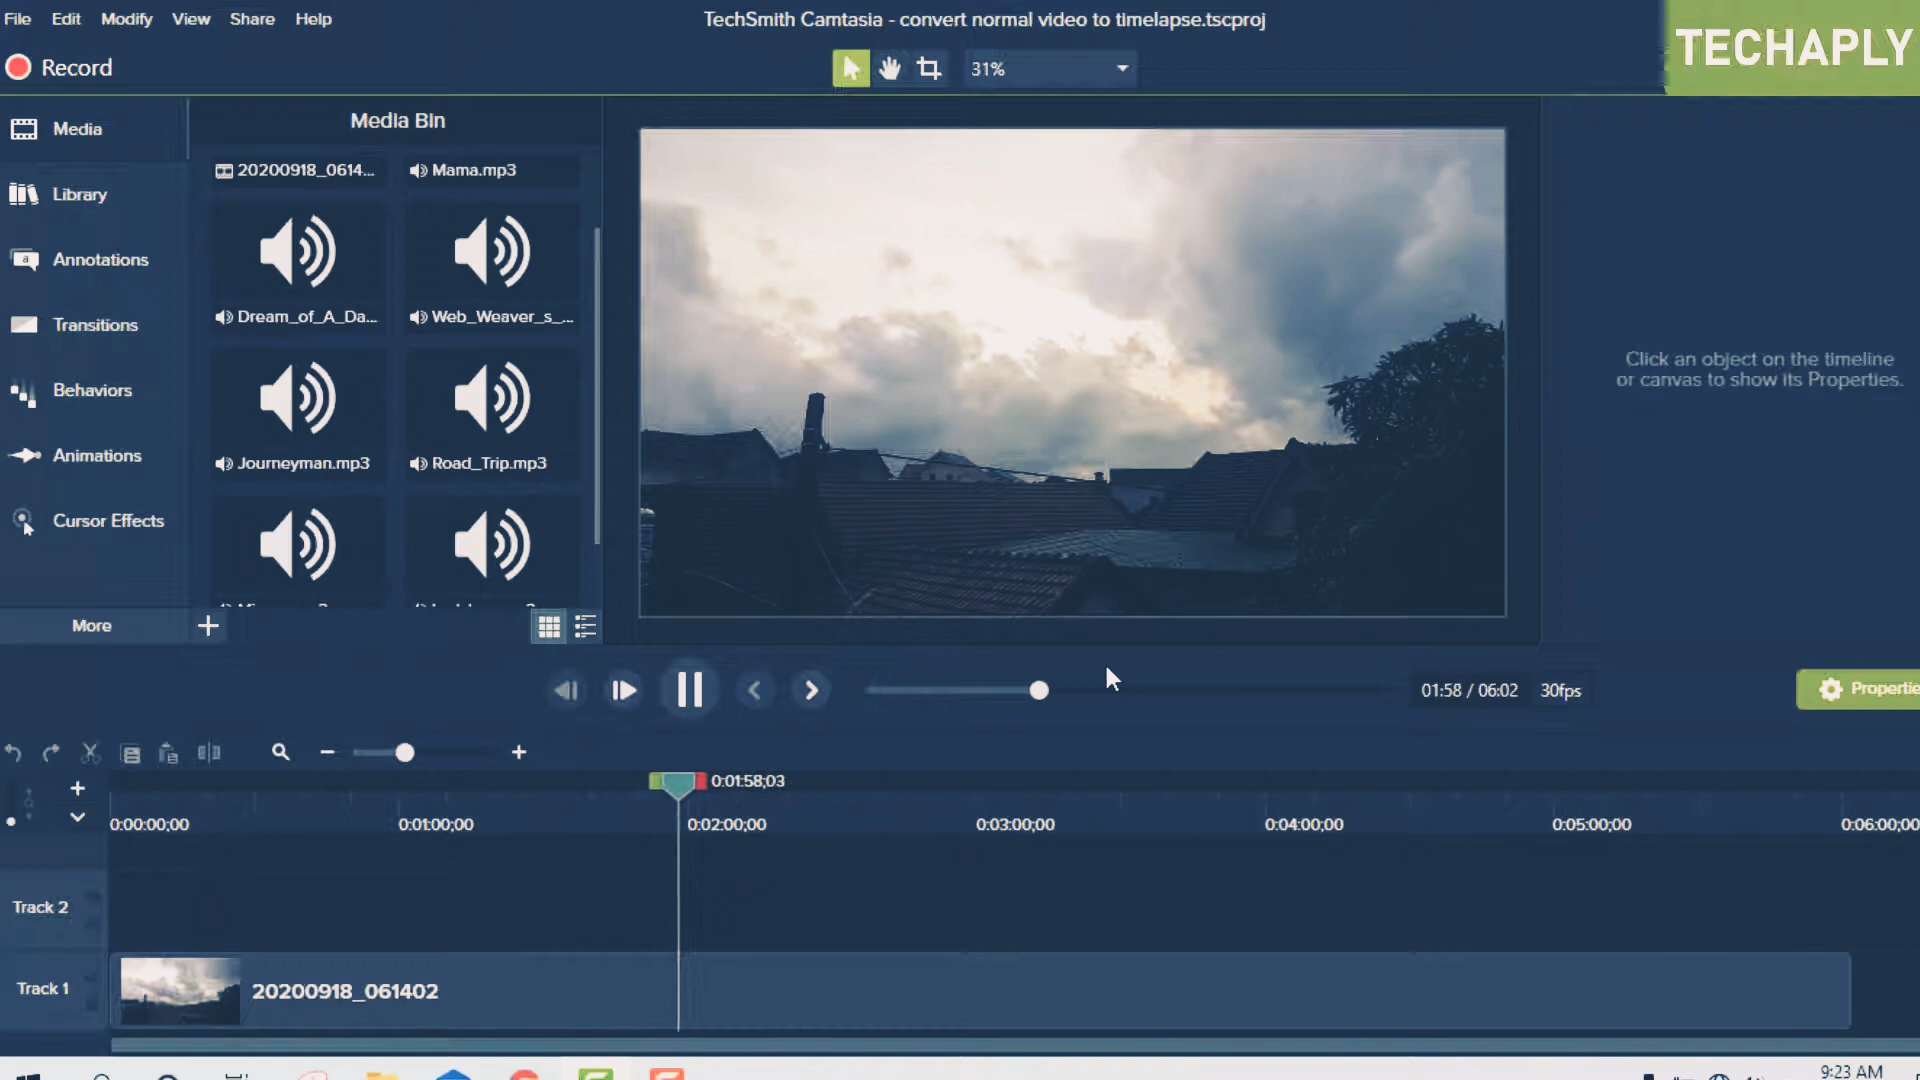 File Edit Modify View Share Help
TechSmith Camtasia - convert normal video to timelapse.tscproj
TECHAPLY
Record
31%
Media
Library
Annotations
Transitions
Behaviors
Animations
Cursor Effects
More
Media Bin
20200918_0614... Mama.mp3
Dream_of_A_Da... Web_Weaver_s_...
Journeyman.mp3 Road_Trip.mp3
Click an object on the timeline
or canvas to show its Properties.
01:58 / 06:02 30fps
Propertie
0:01:58;03
0:00:00;00 0:01:00;00 0:02:00;00 0:03:00;00 0:04:00;00 0:05:00;00 0:06:00;00
Track 2
Track 1
20200918_061402
9:23 AM